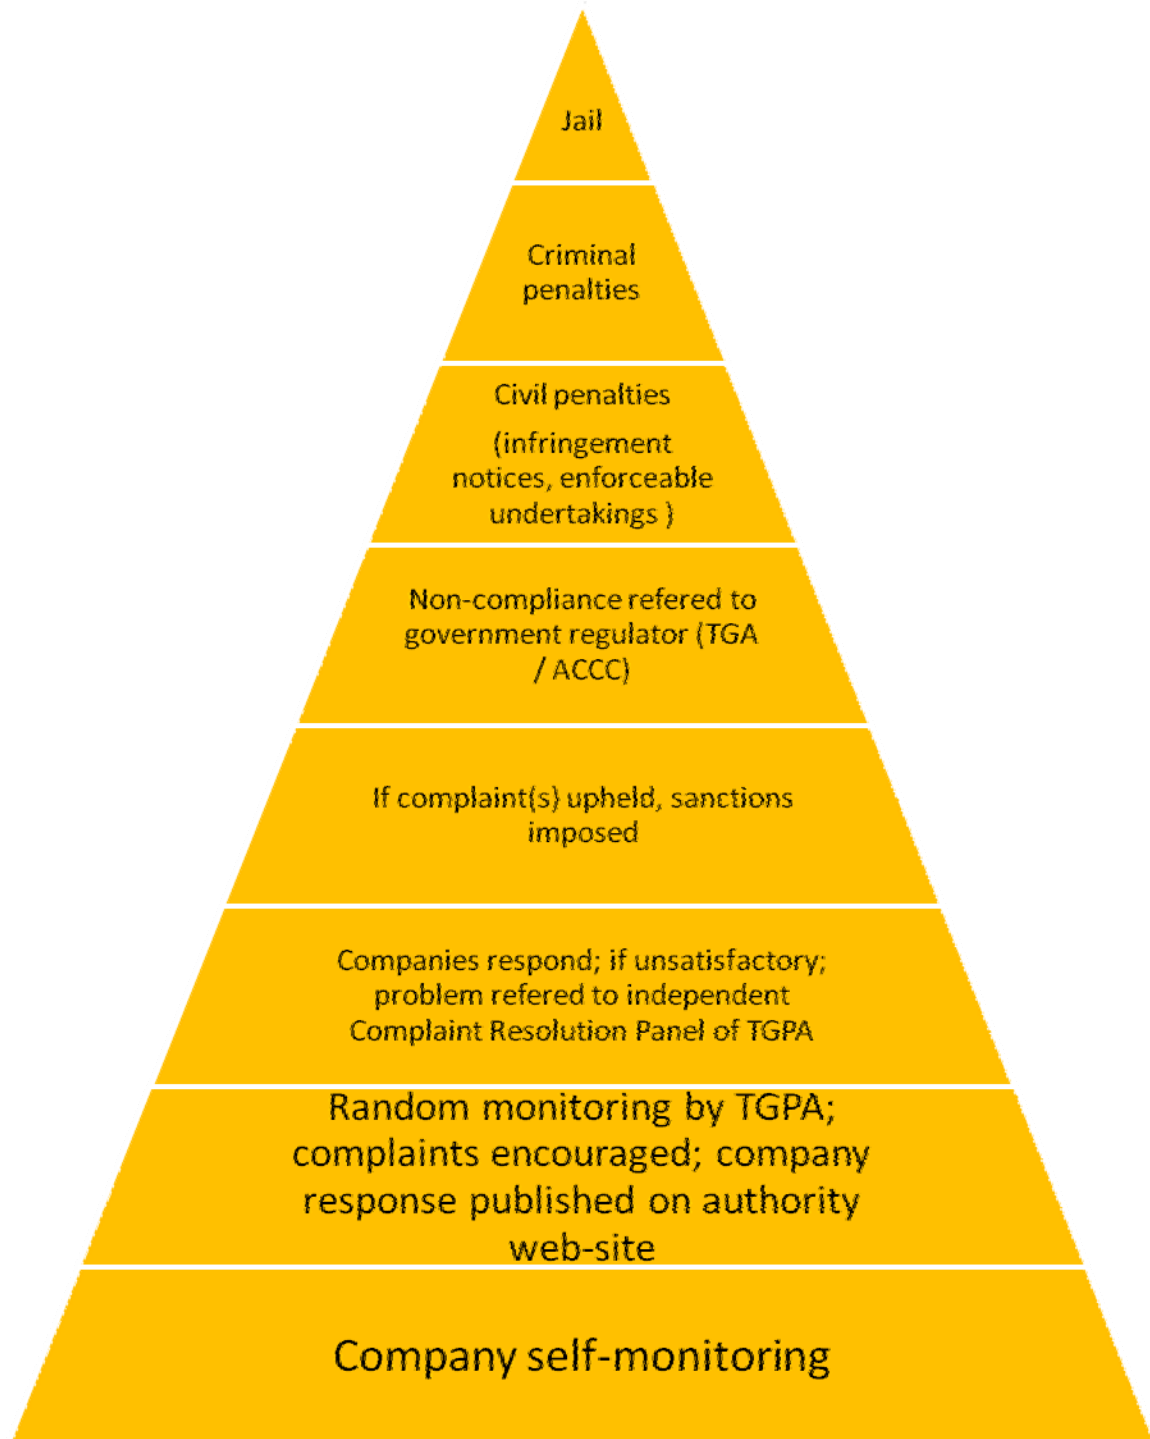 Jail
Criminal
penalties
Civil penalties
(infringement
notices, enforceable
undertakings )
Non-compliance refered to
government regulator (TGA
/ ACCC)
If complaint(s) upheld, sanctions
imposed
Companies respond; if unsatisfactory;
problem refered to independent
Complaint Resolution Panel of TGPA
Random monitoring by TGPA;
complaints encouraged; company
response published on authority
web-site
Company self-monitoring